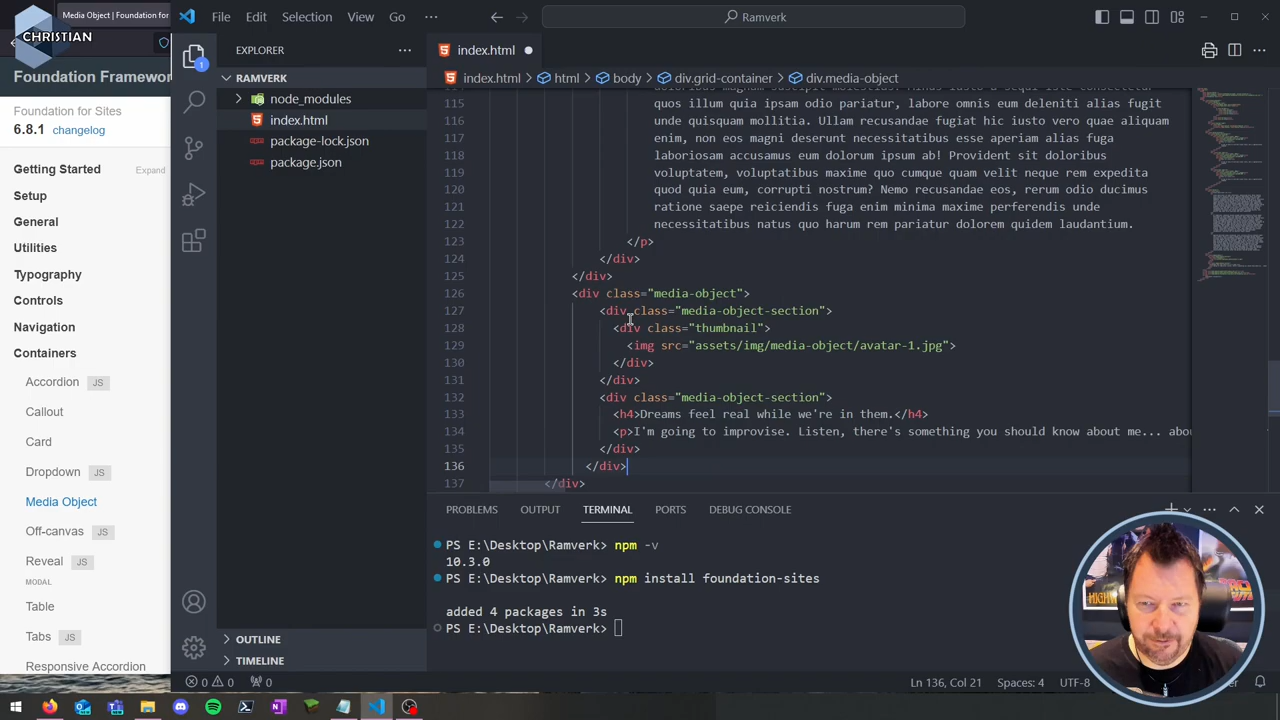 CHRISTIAN
Media Object | Foundation for
File Edit Selection View Go
Ramverk
Foundation Framewor
Foundation for Sites
6.8.1 changelog
Getting Started Expand
Setup
General
Utilities
Typography
Controls
Navigation
Containers
Accordion JS
Callout
Card
Dropdown JS
Media Object
Off-canvas JS
Reveal JS
MODAL
Table
Tabs JS
Responsive Accordion
1
EXPLORER
RAMVERK
node_modules
index.html
package-lock.json
package.json
OUTLINE
TIMELINE
index.html
index.html > html > body > div.grid-container > div.media-object
115 quos illum quia ipsam odio pariatur, labore omnis eum deleniti alias fugit
116 unde quisquam mollitia. Ullam recusandae fugiat hic iusto vero quae aliquam
117 enim, non eos magni deserunt necessitatibus esse aperiam alias fuga
118 laboriosam accusamus eum dolorum ipsum ab! Provident sit doloribus
119 voluptatem, voluptatibus maxime quo cumque quam velit neque rem expedita
120 quod quia eum, corrupti nostrum? Nemo recusandae eos, rerum odio ducimus
121 ratione saepe reiciendis fuga enim minima maxime perferendis unde
122 necessitatibus natus quo harum rem pariatur dolorem quidem laudantium.
123 </p>
124 </div>
125 </div>
126 <div class="media-object">
127 <div class="media-object-section">
128 <div class="thumbnail">
129 <img src="assets/img/media-object/avatar-1.jpg">
130 </div>
131 </div>
132 <div class="media-object-section">
133 <h4>Dreams feel real while we're in them.</h4>
134 <p>I'm going to improvise. Listen, there's something you should know about me... abou
135 </div>
136 </div>
137 </div>
PROBLEMS OUTPUT TERMINAL PORTS DEBUG CONSOLE
PS E:\Desktop\Ramverk> npm -v
10.3.0
PS E:\Desktop\Ramverk> npm install foundation-sites
added 4 packages in 3s
PS E:\Desktop\Ramverk>
0 0 0 Ln 136, Col 21 Spaces: 4 UTF-8